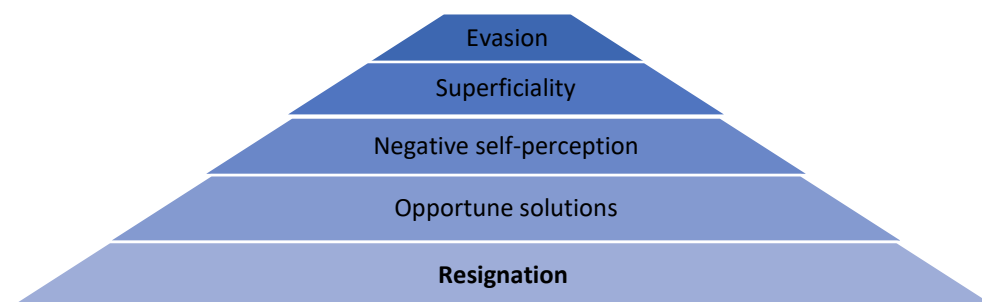 Evasion
Superficiality
Negative self-perception
Opportune solutions
Resignation